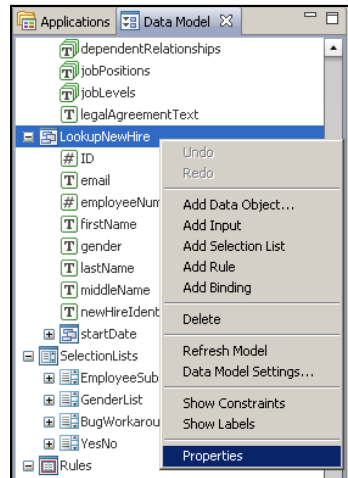 Applications Data Model
dependentRelationships
jobPositions
jobLevels
legalAgreementText
LookupNewHire
# ID
email
# employeeNum
firstName
gender
lastName
middleName
newHireIdent
startDate
SelectionLists
EmployeeSub
GenderList
BugWorkarou
YesNo
Rules
Undo
Redo
Add Data Object...
Add Input
Add Selection List
Add Rule
Add Binding
Delete
Refresh Model
Data Model Settings...
Show Constraints
Show Labels
Properties